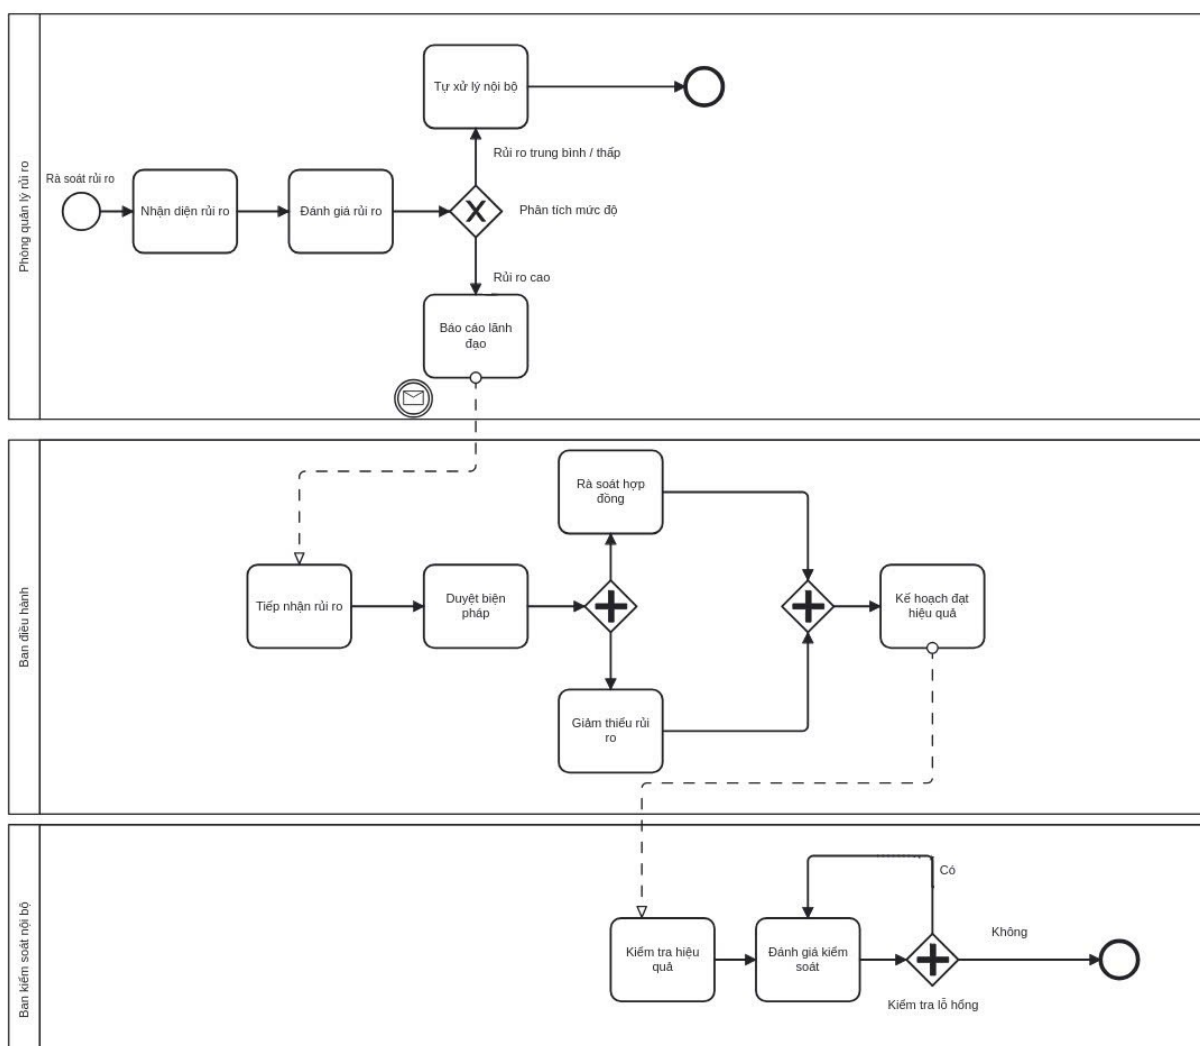 Phòng quản lý rủi ro
Rà soát rủi ro
Nhận diện rủi ro
Đánh giá rủi ro
Phân tích mức độ
Rủi ro trung bình / thấp
Tự xử lý nội bộ
Rủi ro cao
Báo cáo lãnh
đạo
Ban điều hành
Tiếp nhận rủi ro
Duyệt biện
pháp
Rà soát hợp
đồng
Giảm thiểu rủi
ro
Kế hoạch đạt
hiệu quả
Ban kiểm soát nội bộ
Kiểm tra hiệu
quả
Đánh giá kiểm
soát
Có
Không
Kiểm tra lỗ hổng